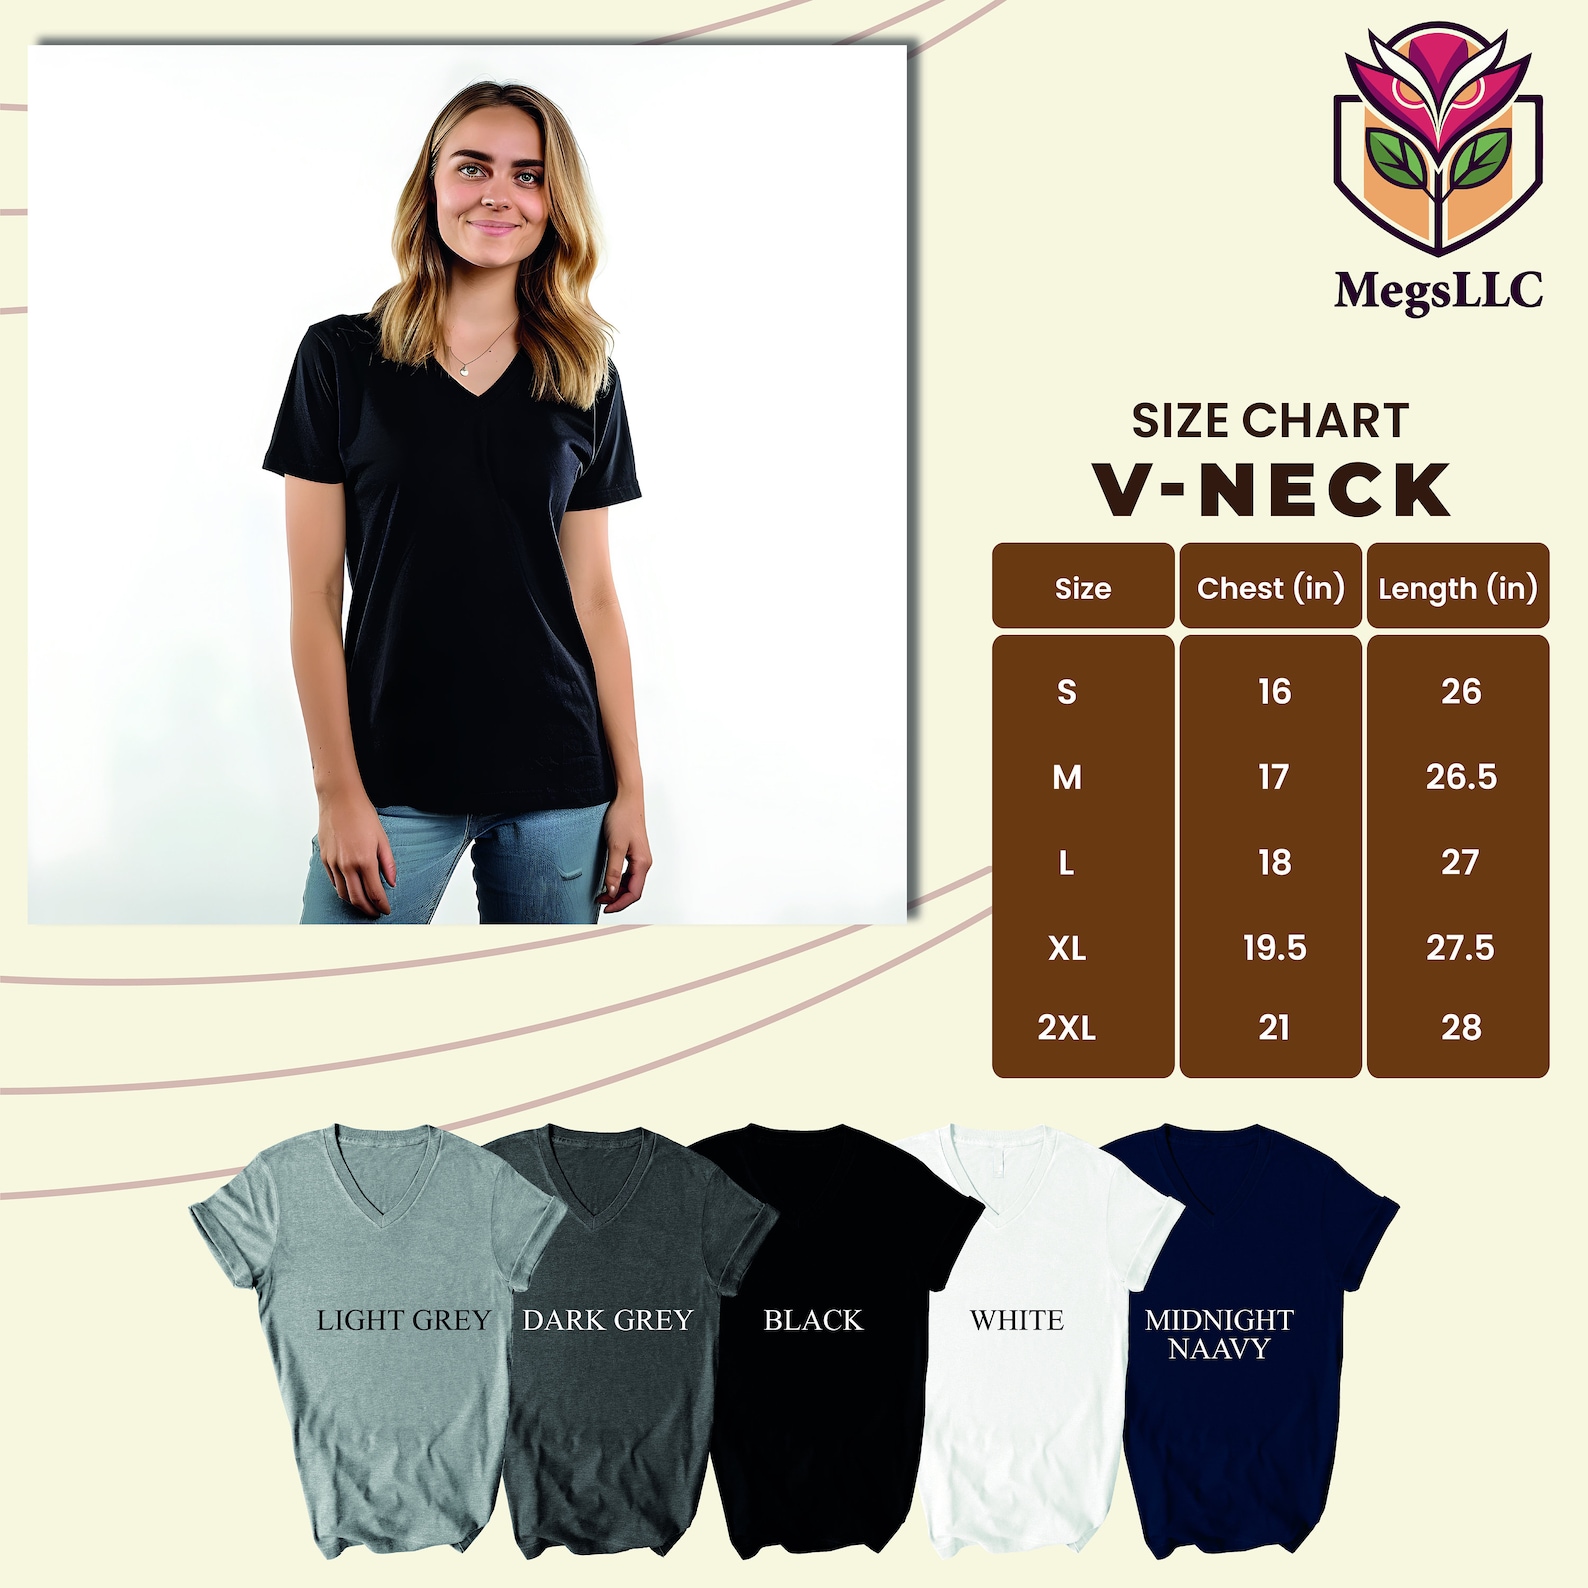 MegsLLC
SIZE CHART
V-NECK
Size Chest (in) Length (in)
S 16 26
M 17 26.5
L 18 27
XL 19.5 27.5
2XL 21 28
LIGHT GREY
DARK GREY
BLACK
WHITE
MIDNIGHT
NAAVY